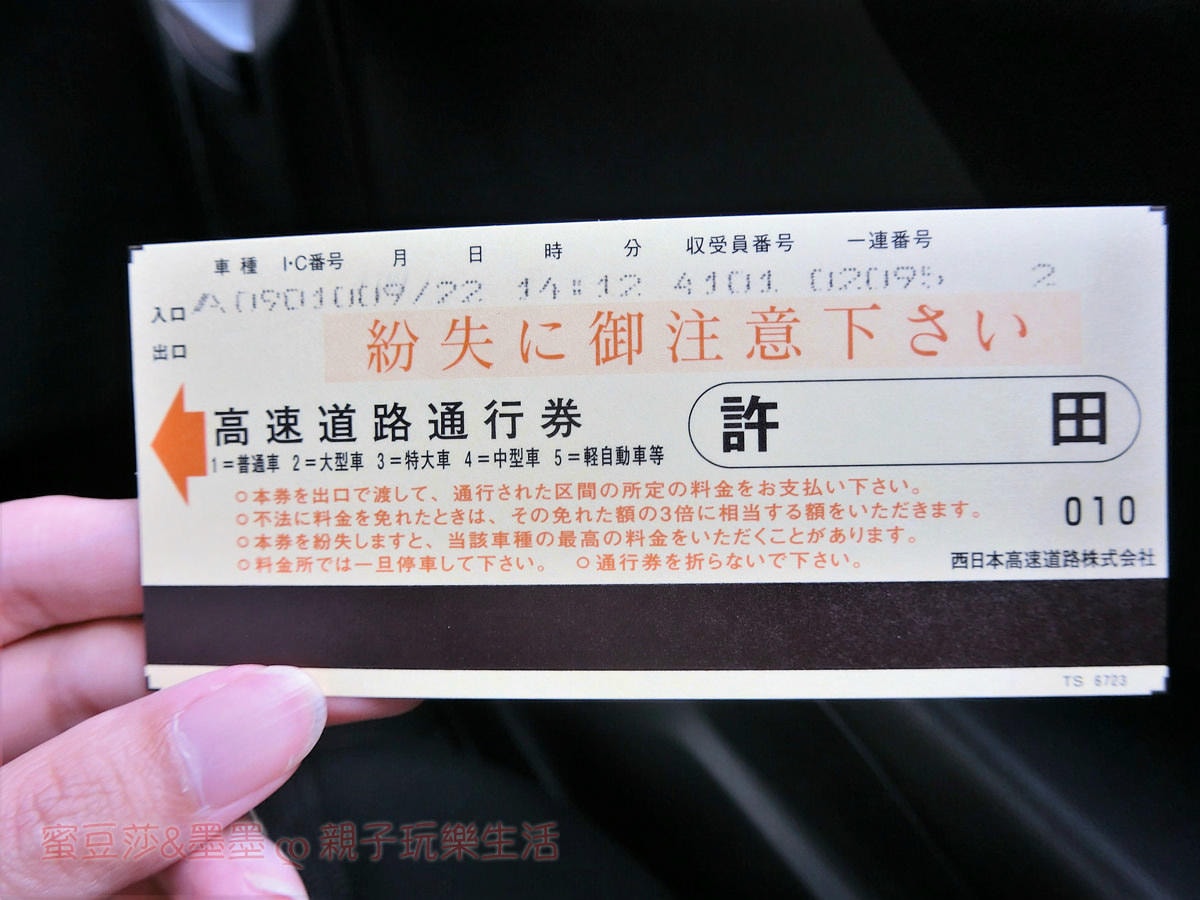 車種 I・C番号 月 日 時 分 収受員番号 一連番号
入口 A 0901009/22 14:12 4101 02095 2
出口
紛失に御注意下さい
高速道路通行券
許田
1=普通車 2=大型車 3=特大車 4=中型車 5=軽自動車等
○本券を出口で渡して、通行された区間の所定の料金をお支払い下さい。
○不法に料金を免れたときは、その免れた額の3倍に相当する額をいただきます。
○本券を紛失しますと、当該車種の最高の料金をいただくことがあります。
○料金所では一旦停車して下さい。 ○通行券を折らないで下さい。
010
西日本高速道路株式会社
TS 6723
蜜豆莎&墨墨 ღ 親子玩樂生活